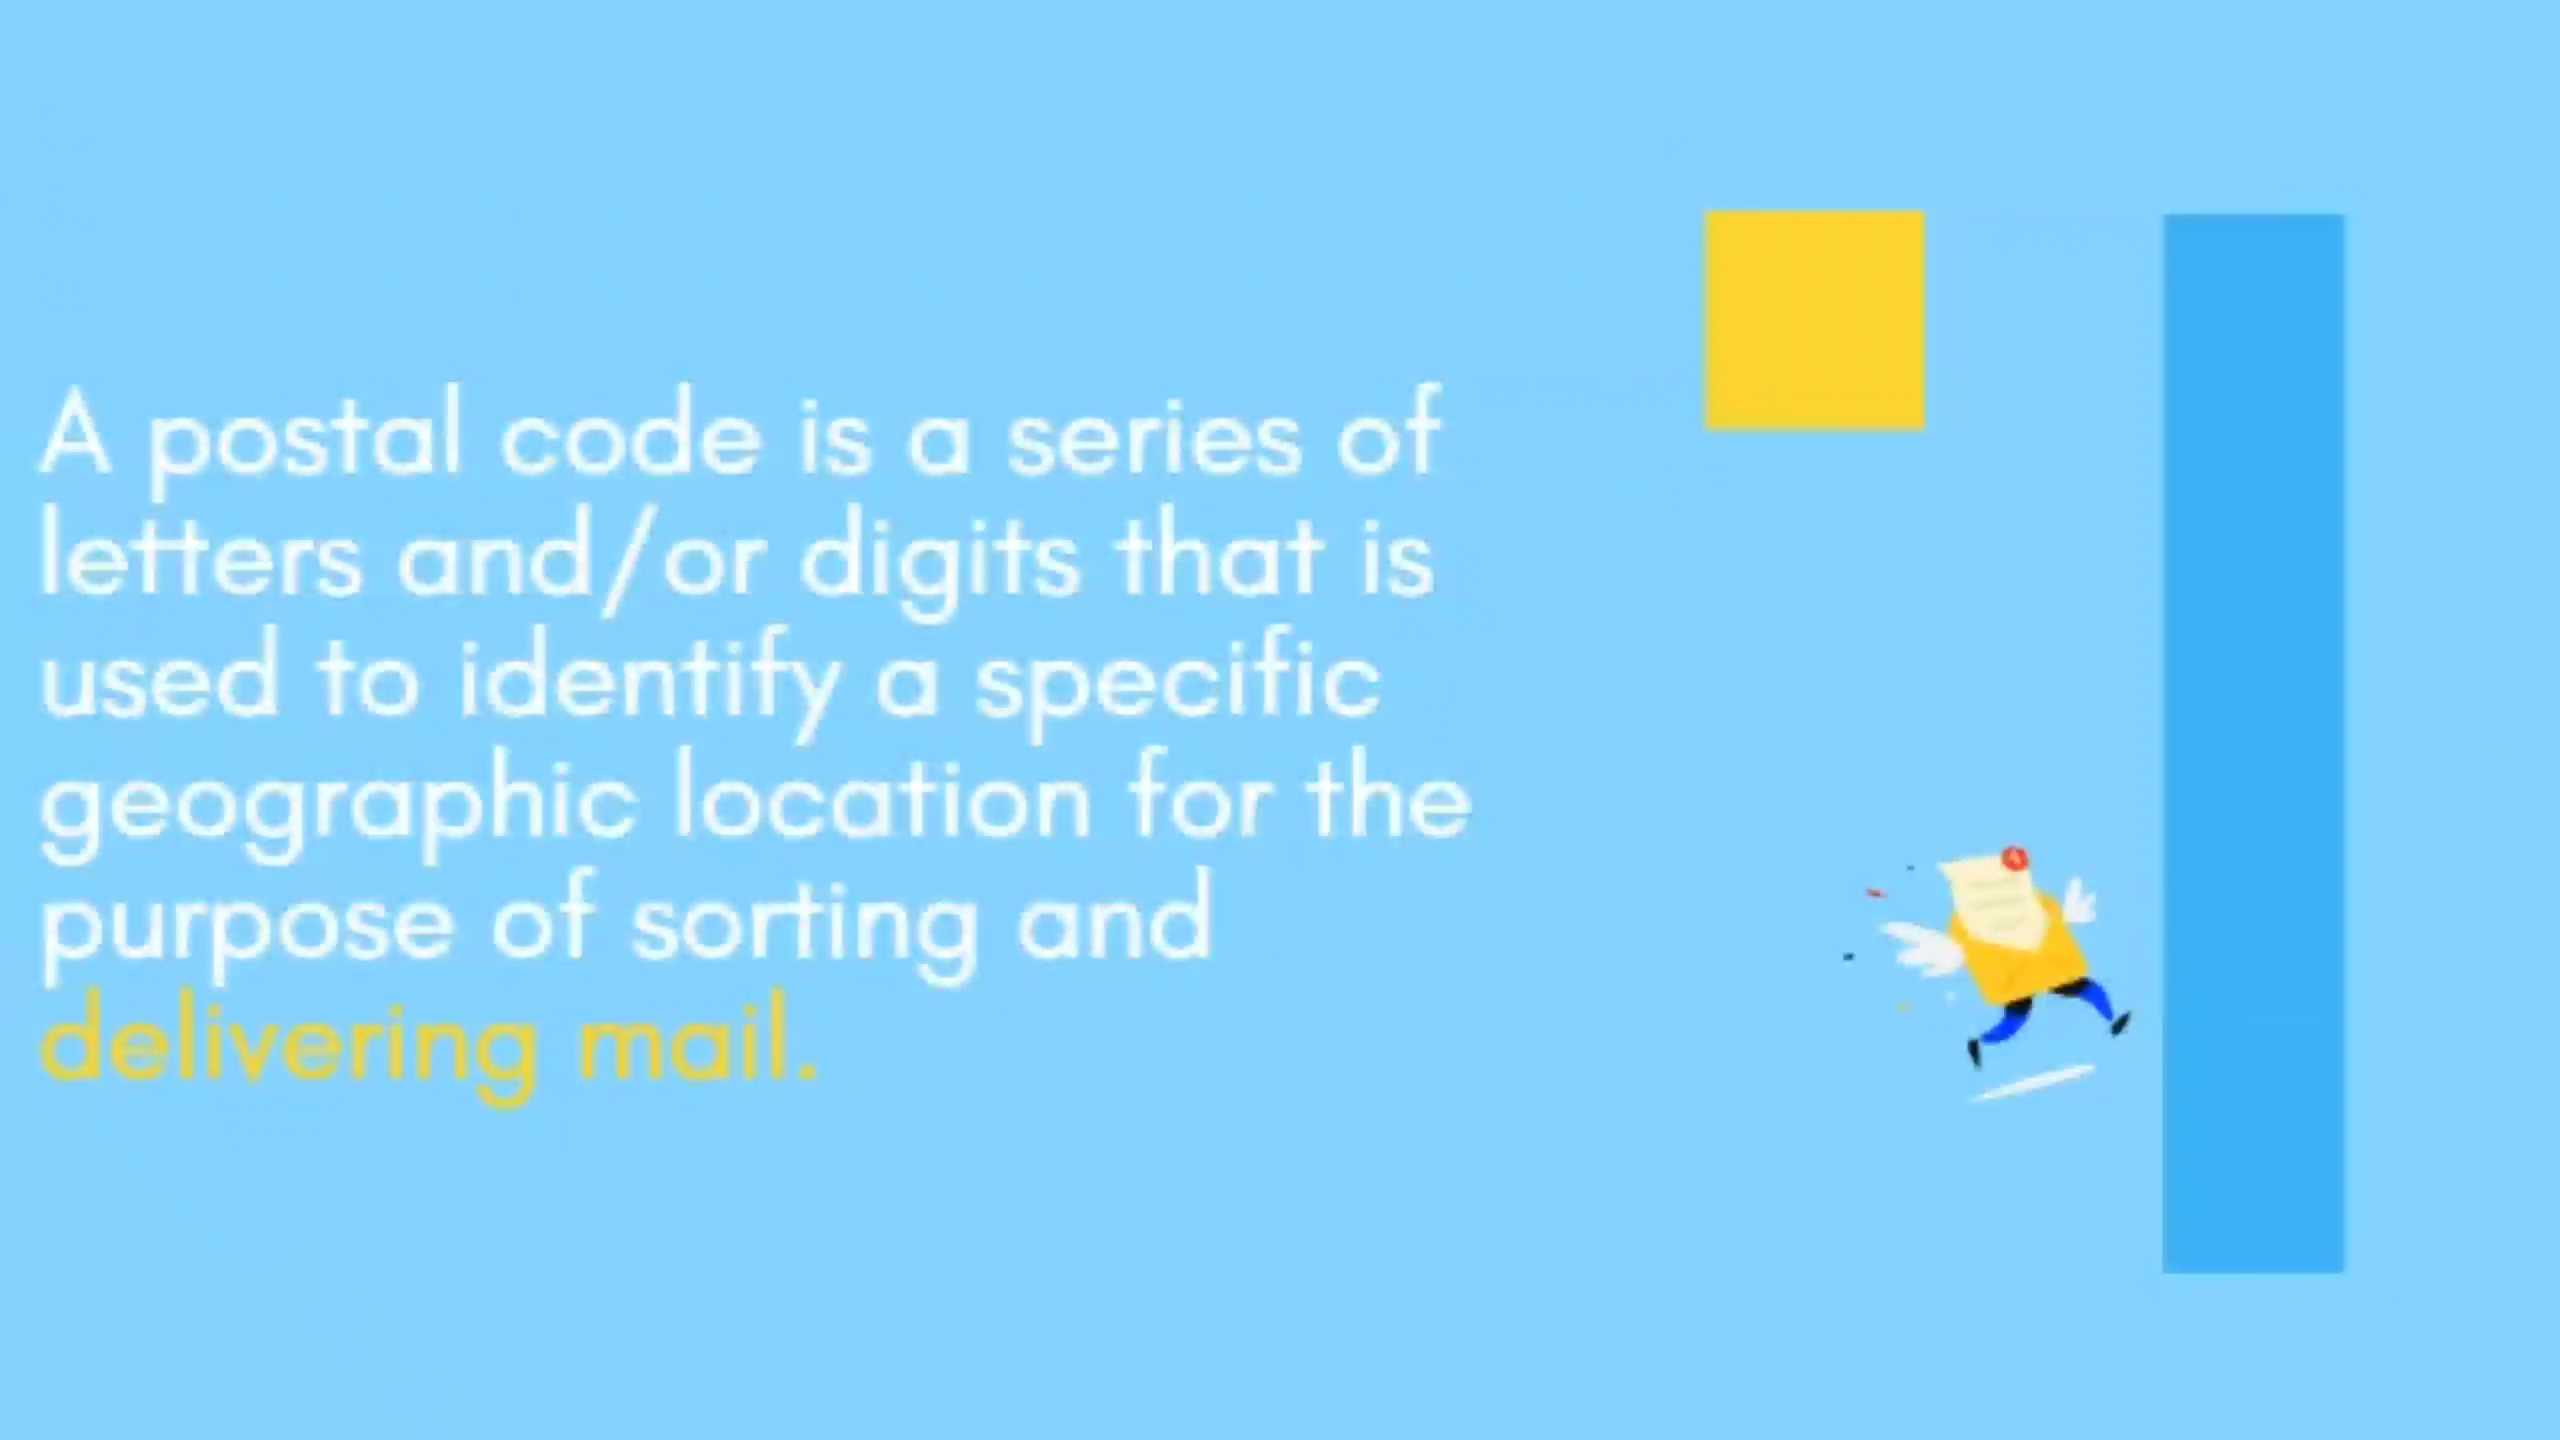 A postal code is a series of
letters and/or digits that is
used to identify a specific
geographic location for the
purpose of sorting and
delivering mail.